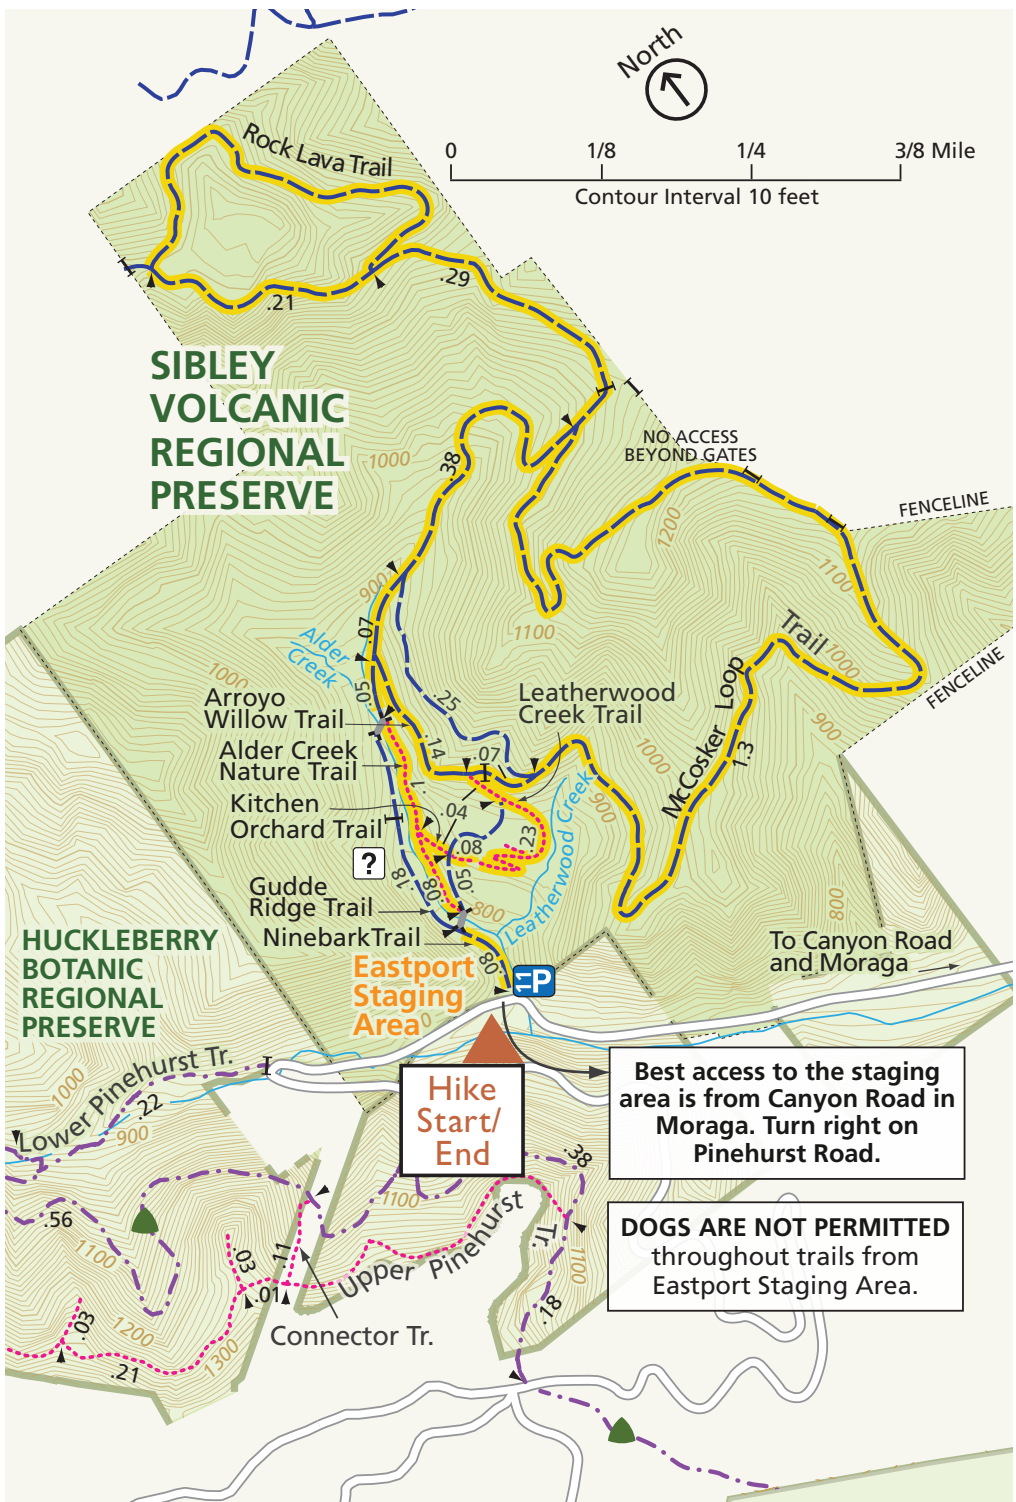 North
0 1/8 1/4 3/8 Mile
Contour Interval 10 feet
Rock Lava Trail
.29
.21
SIBLEY
VOLCANIC
REGIONAL
PRESERVE
NO ACCESS
BEYOND GATES
FENCELINE
1000
.38
1200
1100
900
.07
1100
Alder
Creek
Trail
1000
FENCELINE
1000
.05
.25
Leatherwood
Creek Trail
McCosker Loop
1.3
900
Arroyo
Willow Trail
.14
.07
1000
Alder Creek
Nature Trail
.17
Kitchen
Orchard Trail
.04
900
.23
Leatherwood Creek
?
.08
.18
.08
.05
800
800
Gudde
Ridge Trail
Ninebark Trail
.08
To Canyon Road
and Moraga
HUCKLEBERRY
BOTANIC
REGIONAL
PRESERVE
Eastport
Staging
Area
11 P
Lower Pinehurst Tr.
1000
.22
900
Hike
Start/
End
Best access to the staging
area is from Canyon Road in
Moraga. Turn right on
Pinehurst Road.
.38
1100
.56
1100
.03
.11
.01
Upper Pinehurst Tr.
1100
DOGS ARE NOT PERMITTED
throughout trails from
Eastport Staging Area.
.18
.03
1200
1300
.21
Connector Tr.